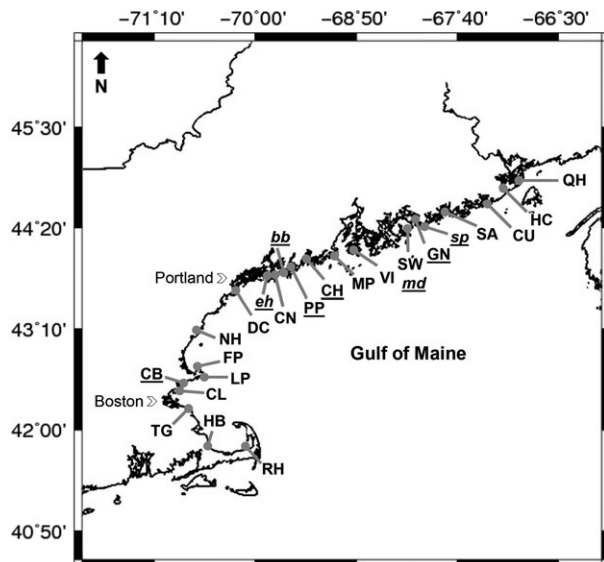 −71°10' −70°00' −68°50' −67°40' −66°30'
N
45°30'
QH
HC
44°20'
CU
SA
sp
bb
GN
SW
md
VI
MP
CH
Portland
PP
eh
CN
DC
43°10'
NH
Gulf of Maine
FP
CB
LP
CL
Boston
TG
HB
42°00'
RH
40°50'